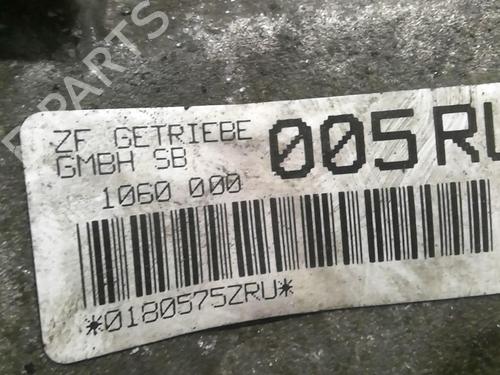 ZF GETRIEBE
GMBH SB
005RU
1060 000
*0180575ZRU*